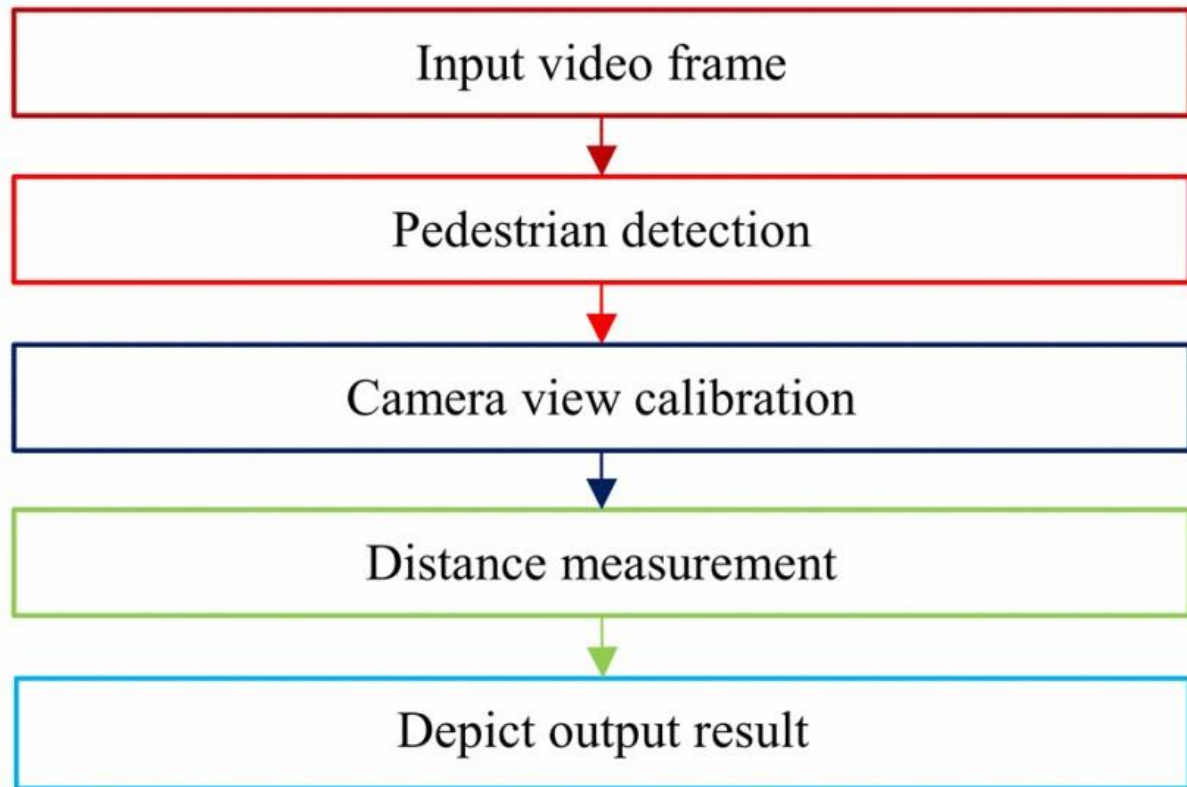 Input video frame
Pedestrian detection
Camera view calibration
Distance measurement
Depict output result